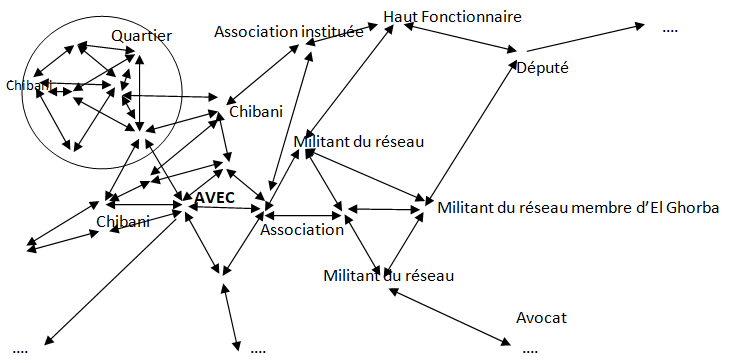 Haut Fonctionnaire
Association instituée
....
Quartier
Député
Chibani
Chibani
Militant du réseau
AVEC
Militant du réseau membre d'El Ghorba
Chibani
Association
Militant du réseau
Avocat
....
....
....